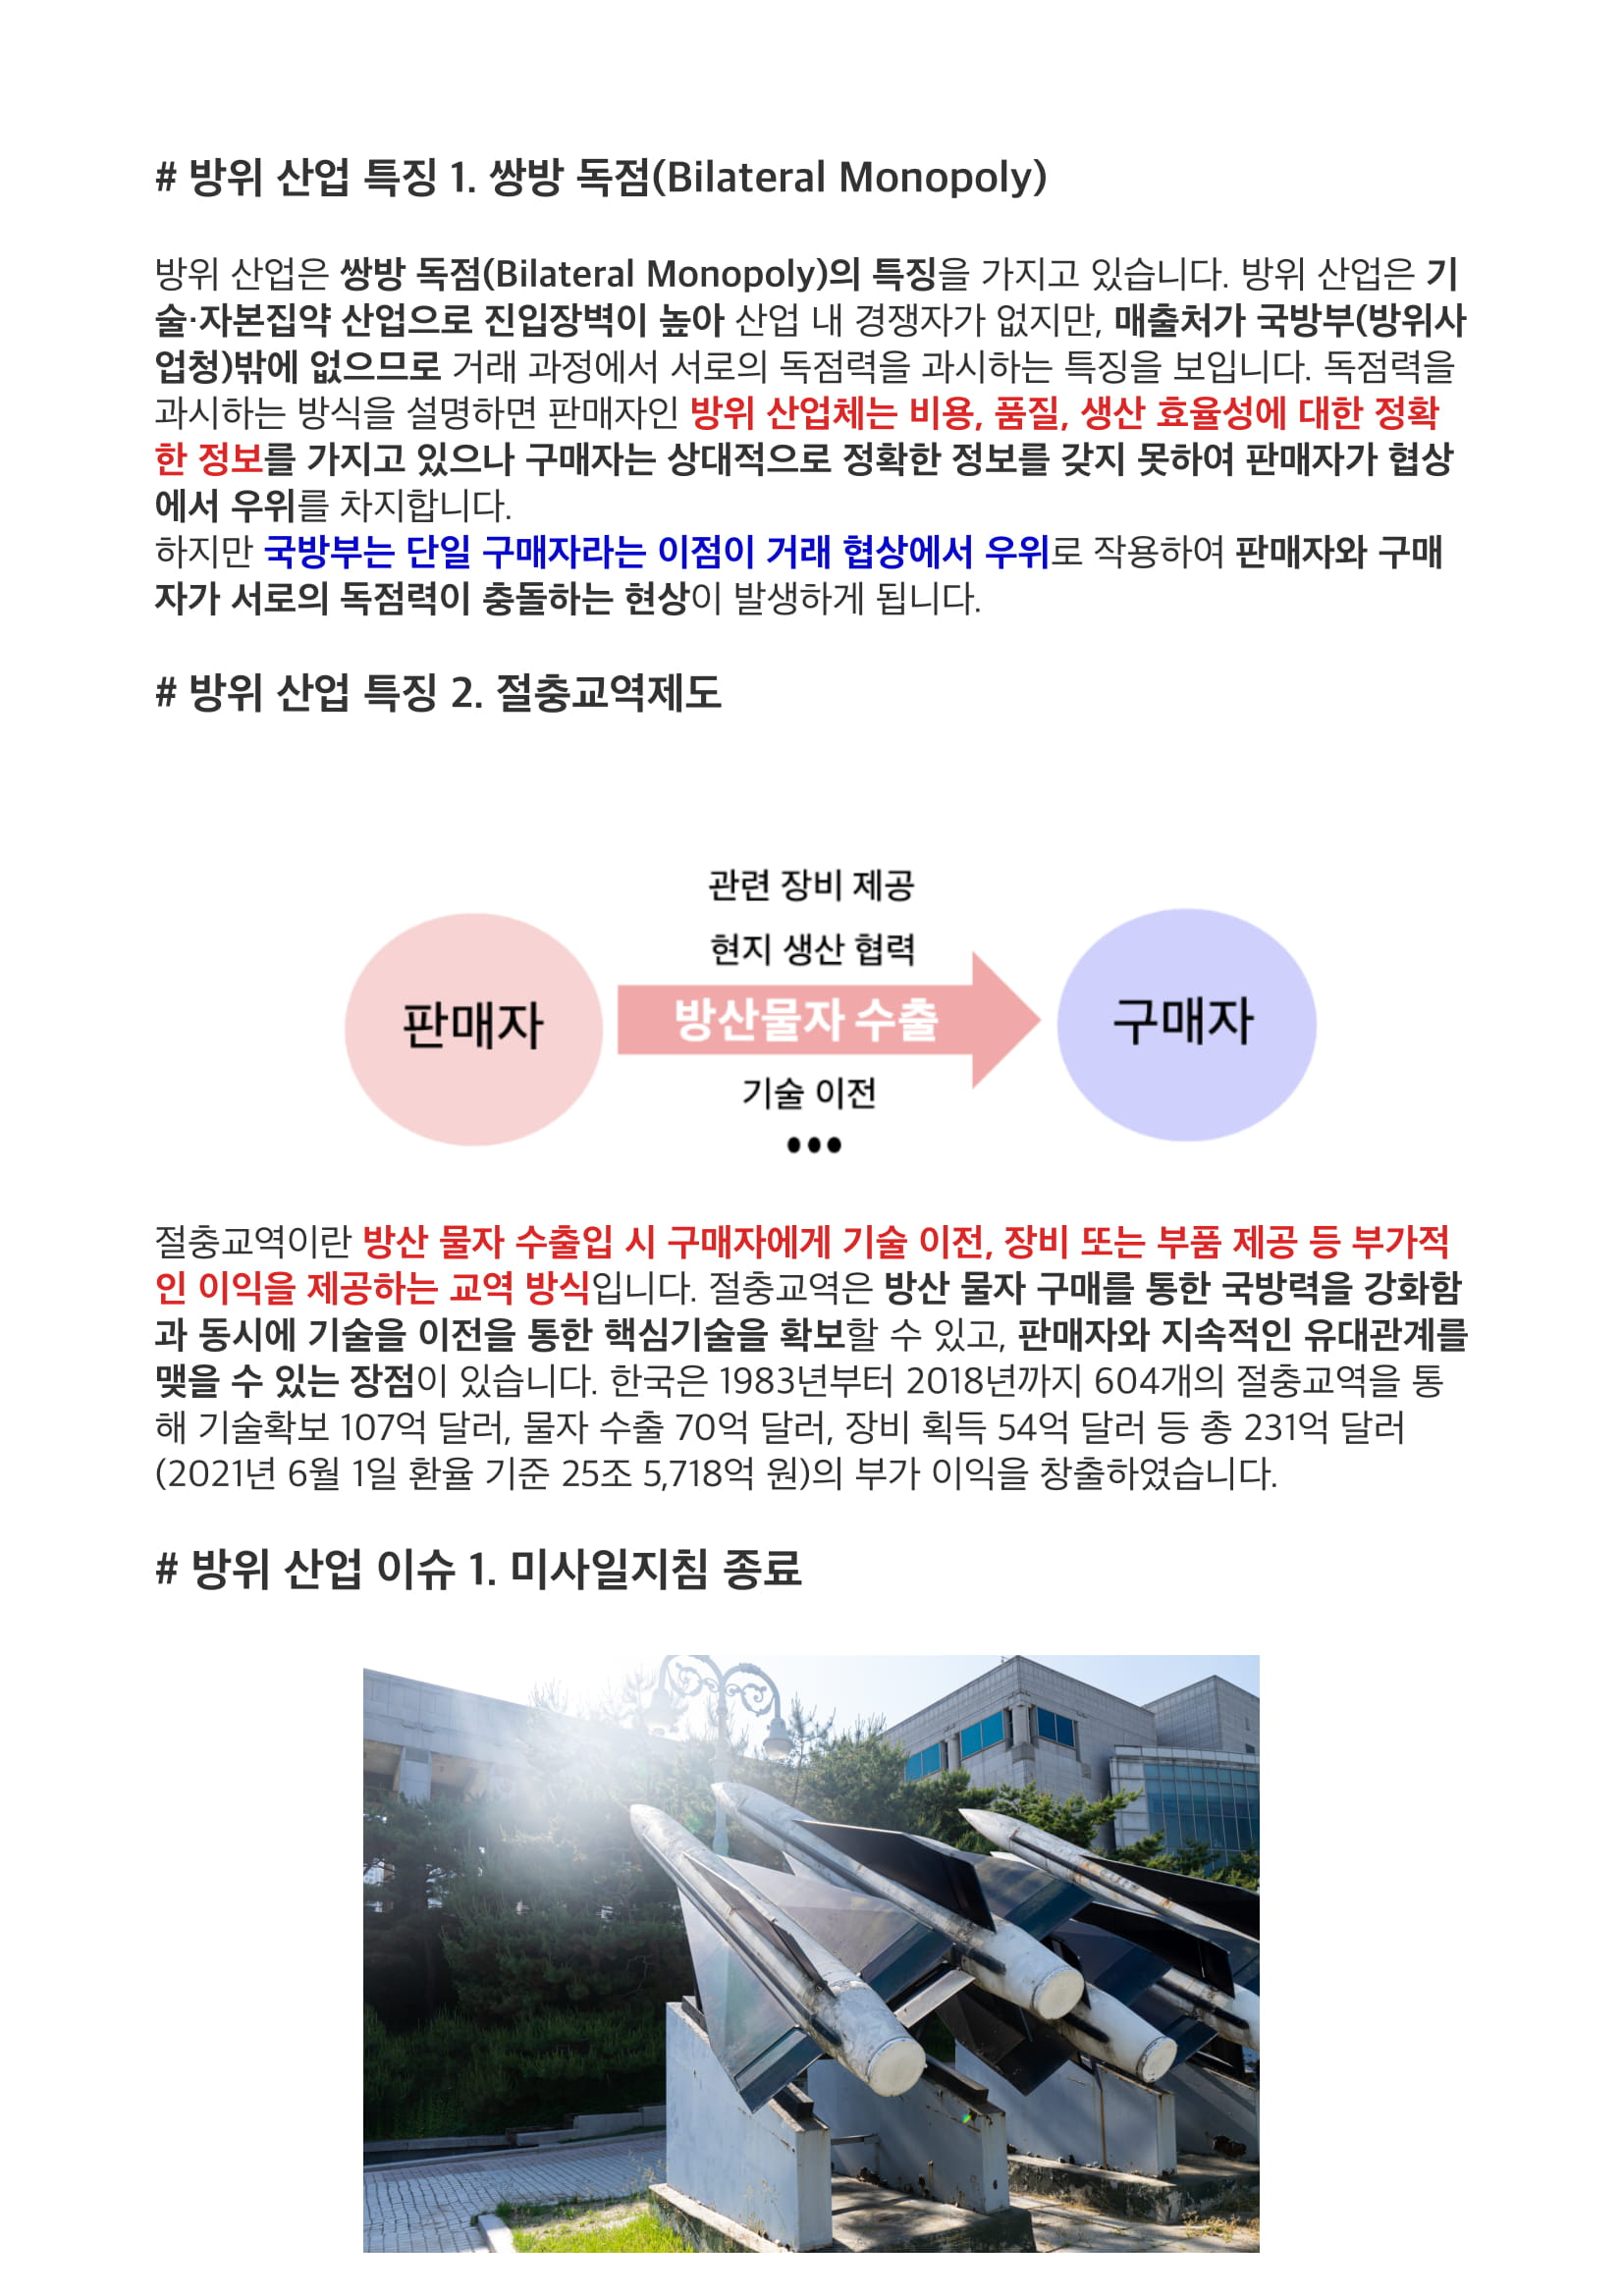 # 방위 산업 특징 1. 쌍방 독점(Bilateral Monopoly)
방위 산업은 쌍방 독점(Bilateral Monopoly)의 특징을 가지고 있습니다. 방위 산업은 기
술·자본집약 산업으로 진입장벽이 높아 산업 내 경쟁자가 없지만, 매출처가 국방부(방위사
업청)밖에 없으므로 거래 과정에서 서로의 독점력을 과시하는 특징을 보입니다. 독점력을
과시하는 방식을 설명하면 판매자인 방위 산업체는 비용, 품질, 생산 효율성에 대한 정확
한 정보를 가지고 있으나 구매자는 상대적으로 정확한 정보를 갖지 못하여 판매자가 협상
에서 우위를 차지합니다.
하지만 국방부는 단일 구매자라는 이점이 거래 협상에서 우위로 작용하여 판매자와 구매
자가 서로의 독점력이 충돌하는 현상이 발생하게 됩니다.
# 방위 산업 특징 2. 절충교역제도
관련 장비 제공
현지 생산 협력
판매자
방산물자 수출
구매자
기술 이전
•••
절충교역이란 방산 물자 수출입 시 구매자에게 기술 이전, 장비 또는 부품 제공 등 부가적
인 이익을 제공하는 교역 방식입니다. 절충교역은 방산 물자 구매를 통한 국방력을 강화함
과 동시에 기술을 이전을 통한 핵심기술을 확보할 수 있고, 판매자와 지속적인 유대관계를
맺을 수 있는 장점이 있습니다. 한국은 1983년부터 2018년까지 604개의 절충교역을 통
해 기술확보 107억 달러, 물자 수출 70억 달러, 장비 획득 54억 달러 등 총 231억 달러
(2021년 6월 1일 환율 기준 25조 5,718억 원)의 부가 이익을 창출하였습니다.
# 방위 산업 이슈 1. 미사일지침 종료